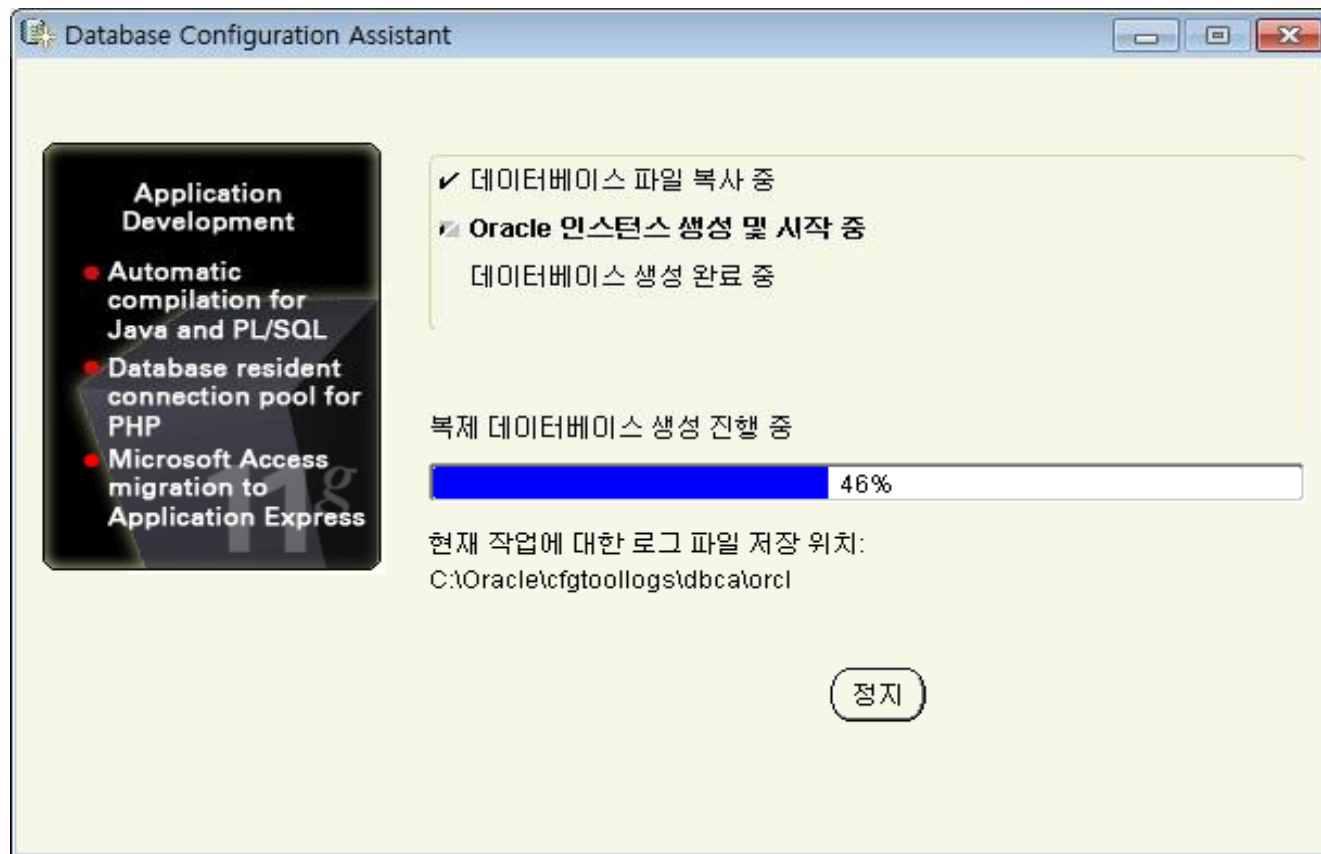 Database Configuration Assistant
Application
Development
Automatic
compilation for
Java and PL/SQL
Database resident
connection pool for
PHP
Microsoft Access
migration to
Application Express
11g
✔ 데이터베이스 파일 복사 중
Oracle 인스턴스 생성 및 시작 중
데이터베이스 생성 완료 중
복제 데이터베이스 생성 진행 중
46%
현재 작업에 대한 로그 파일 저장 위치:
C:\Oracle\cfgtoollogs\dbca\orcl
정지